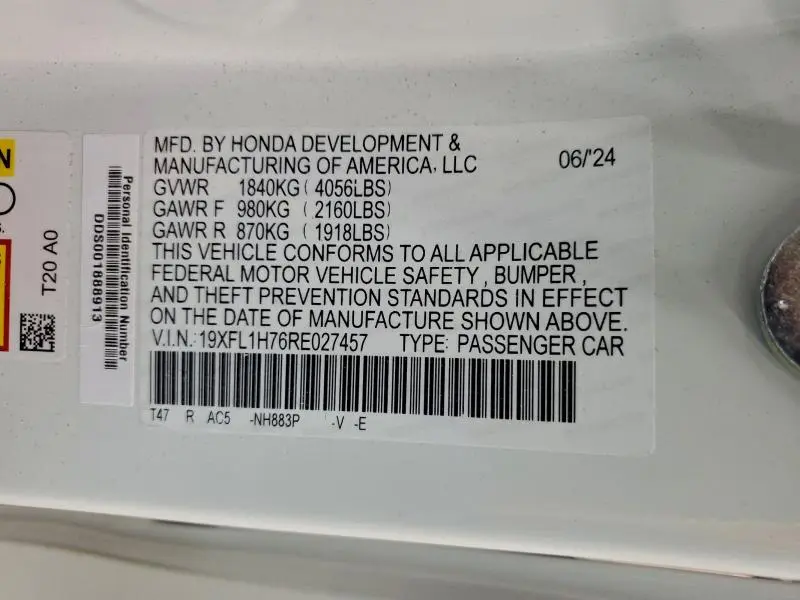 MFD. BY HONDA DEVELOPMENT &
MANUFACTURING OF AMERICA, LLC 06/'24
GVWR 1840KG ( 4056LBS)
GAWR F 980KG ( 2160LBS)
GAWR R 870KG ( 1918LBS)
THIS VEHICLE CONFORMS TO ALL APPLICABLE
FEDERAL MOTOR VEHICLE SAFETY , BUMPER ,
AND THEFT PREVENTION STANDARDS IN EFFECT
ON THE DATE OF MANUFACTURE SHOWN ABOVE.
V.I.N.:19XFL1H76RE027457 TYPE: PASSENGER CAR
T47 R AC5 -NH883P -V -E
Personal Identification Number
DDS001886913
T20 A0
N
S.